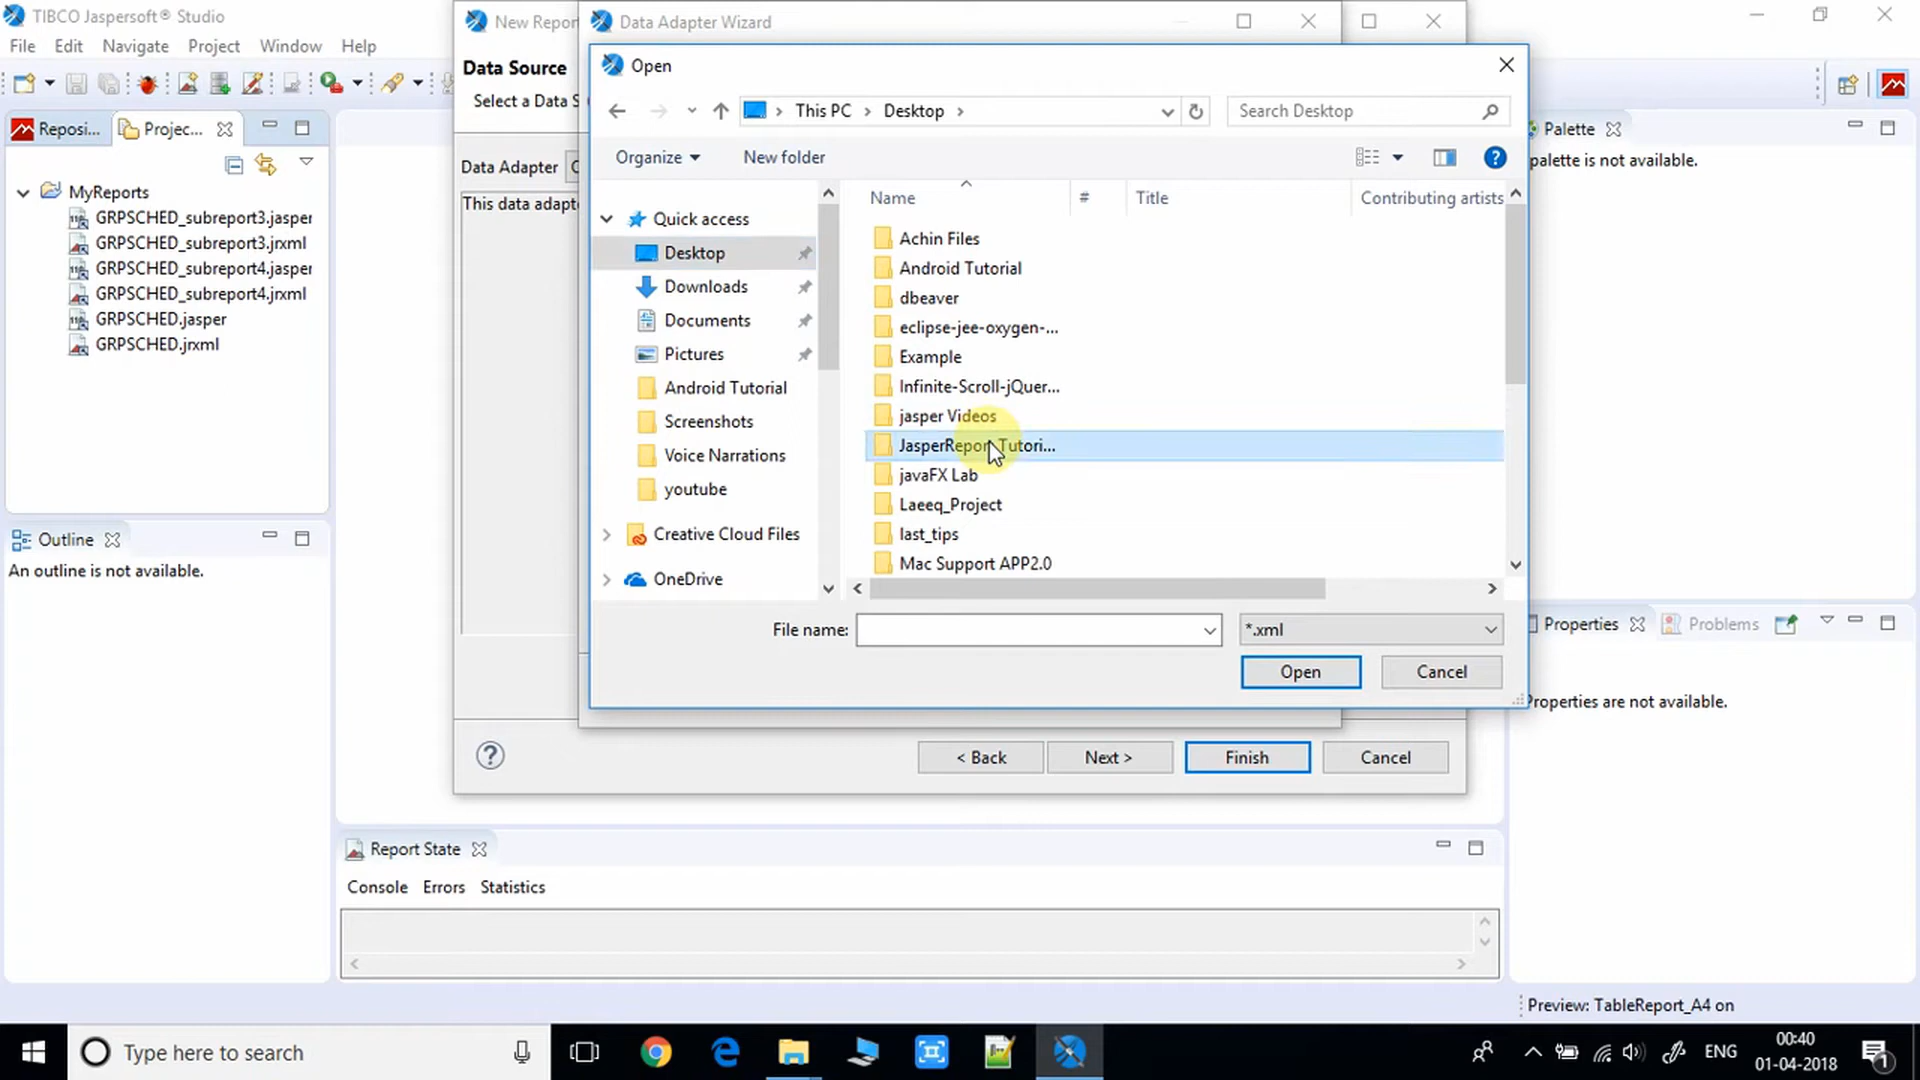 TIBCO Jaspersoft® Studio
File Edit Navigate Project Window Help
Reposi... Projec...
MyReports
GRPSCHED_subreport3.jasper
GRPSCHED_subreport3.jrxml
GRPSCHED_subreport4.jasper
GRPSCHED_subreport4.jrxml
GRPSCHED.jasper
GRPSCHED.jrxml
Outline
An outline is not available.
New Repor
Data Source
Select a Data S
Data Adapter
This data adapte
Data Adapter Wizard
Open
This PC Desktop
Search Desktop
Organize New folder
Quick access
Desktop
Downloads
Documents
Pictures
Android Tutorial
Screenshots
Voice Narrations
youtube
Creative Cloud Files
OneDrive
Name # Title Contributing artists
Achin Files
Android Tutorial
dbeaver
eclipse-jee-oxygen-...
Example
Infinite-Scroll-jQuer...
jasper Videos
JasperReport Tutori...
javaFX Lab
Laeeq_Project
last_tips
Mac Support APP2.0
File name: *.xml
Open Cancel
< Back Next > Finish Cancel
Palette
palette is not available.
Properties Problems
Properties are not available.
Report State
Console Errors Statistics
Preview: TableReport_A4 on
Type here to search
ENG
00:40
01-04-2018
1